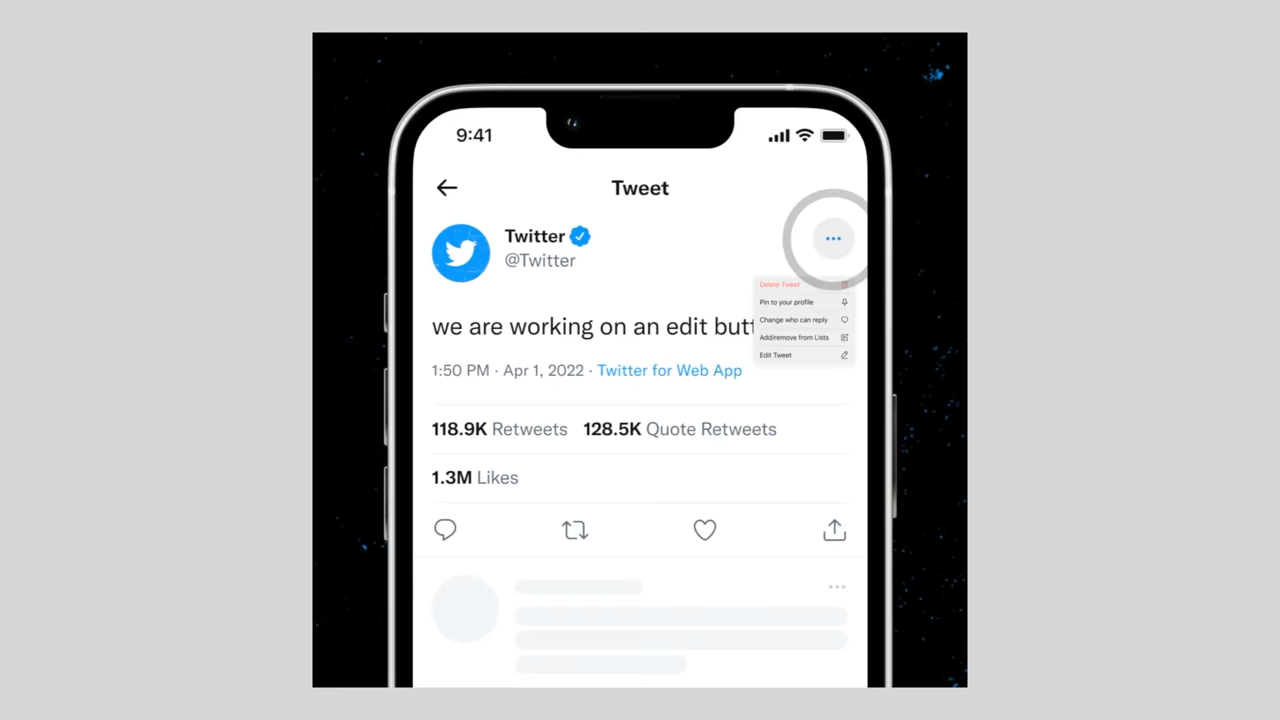 9:41
Tweet
Twitter
@Twitter
Delete Tweet
Pin to your profile
we are working on an edit
Change who can reply
Add/remove from Lists
Edit Tweet
1:50 PM · Apr 1, 2022 · Twitter for Web App
118.9K Retweets 128.5K Quote Retweets
1.3M Likes